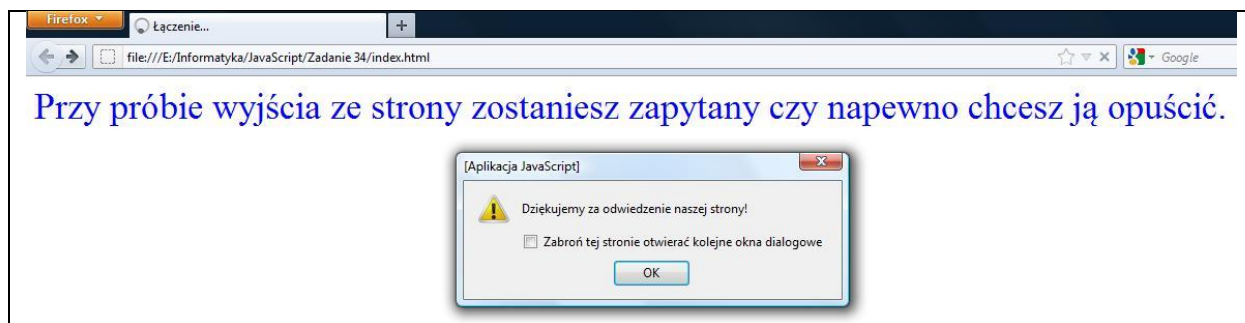 Firefox
Łączenie...
file:///E:/Informatyka/JavaScript/Zadanie 34/index.html
Google
Przy próbie wyjścia ze strony zostaniesz zapytany czy napewno chcesz ją opuścić.
[Aplikacja JavaScript]
Dziękujemy za odwiedzenie naszej strony!
Zabroń tej stronie otwierać kolejne okna dialogowe
OK